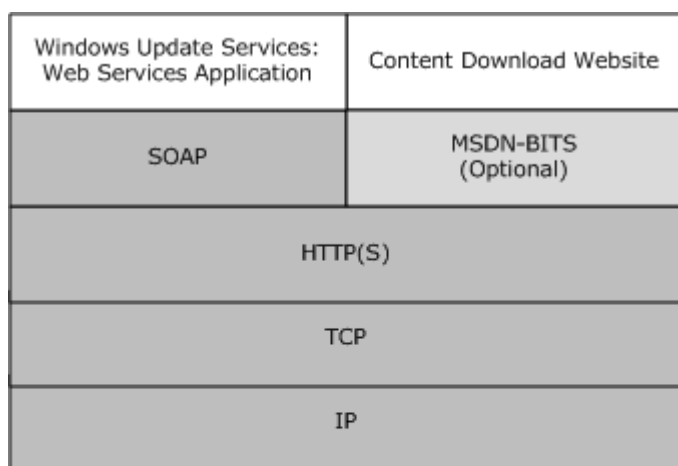 Windows Update Services:
Web Services Application
Content Download Website
SOAP
MSDN-BITS
(Optional)
HTTP(S)
TCP
IP